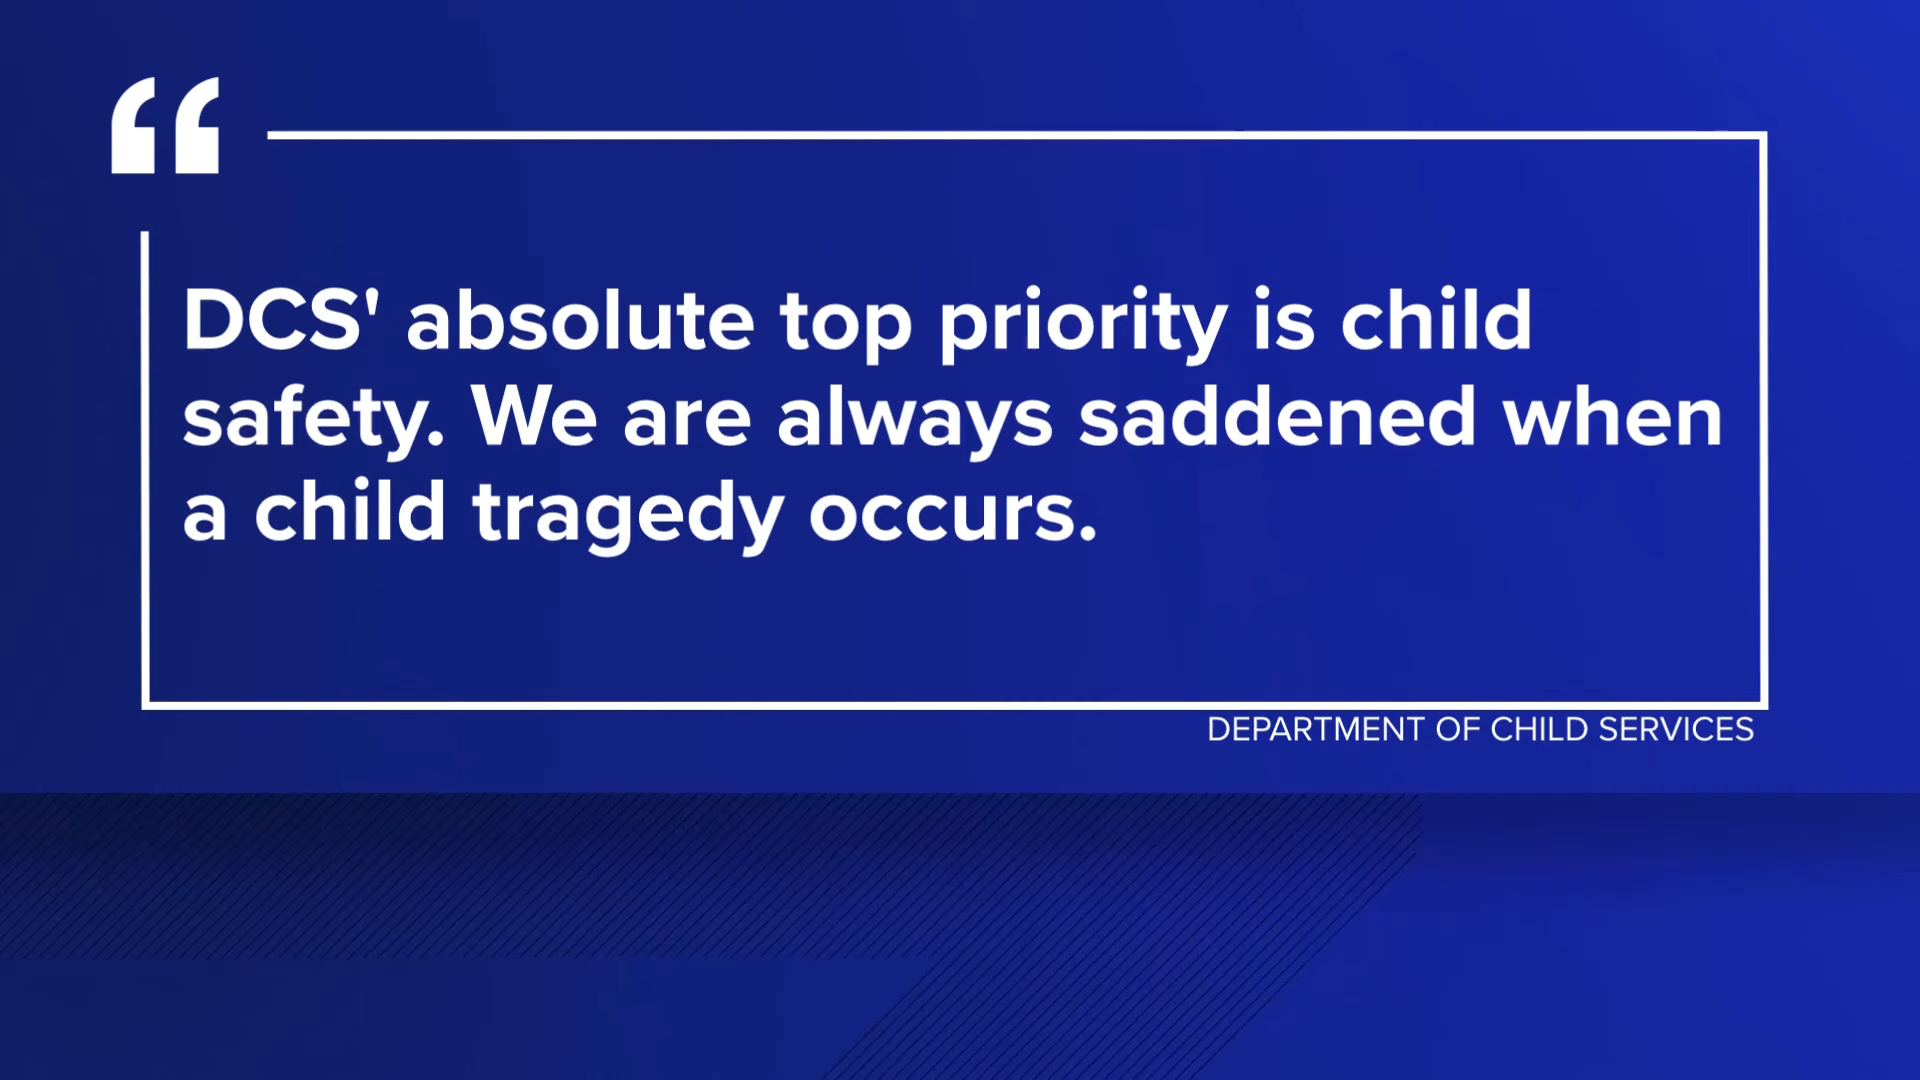 “
DCS' absolute top priority is child
safety. We are always saddened when
a child tragedy occurs.
DEPARTMENT OF CHILD SERVICES